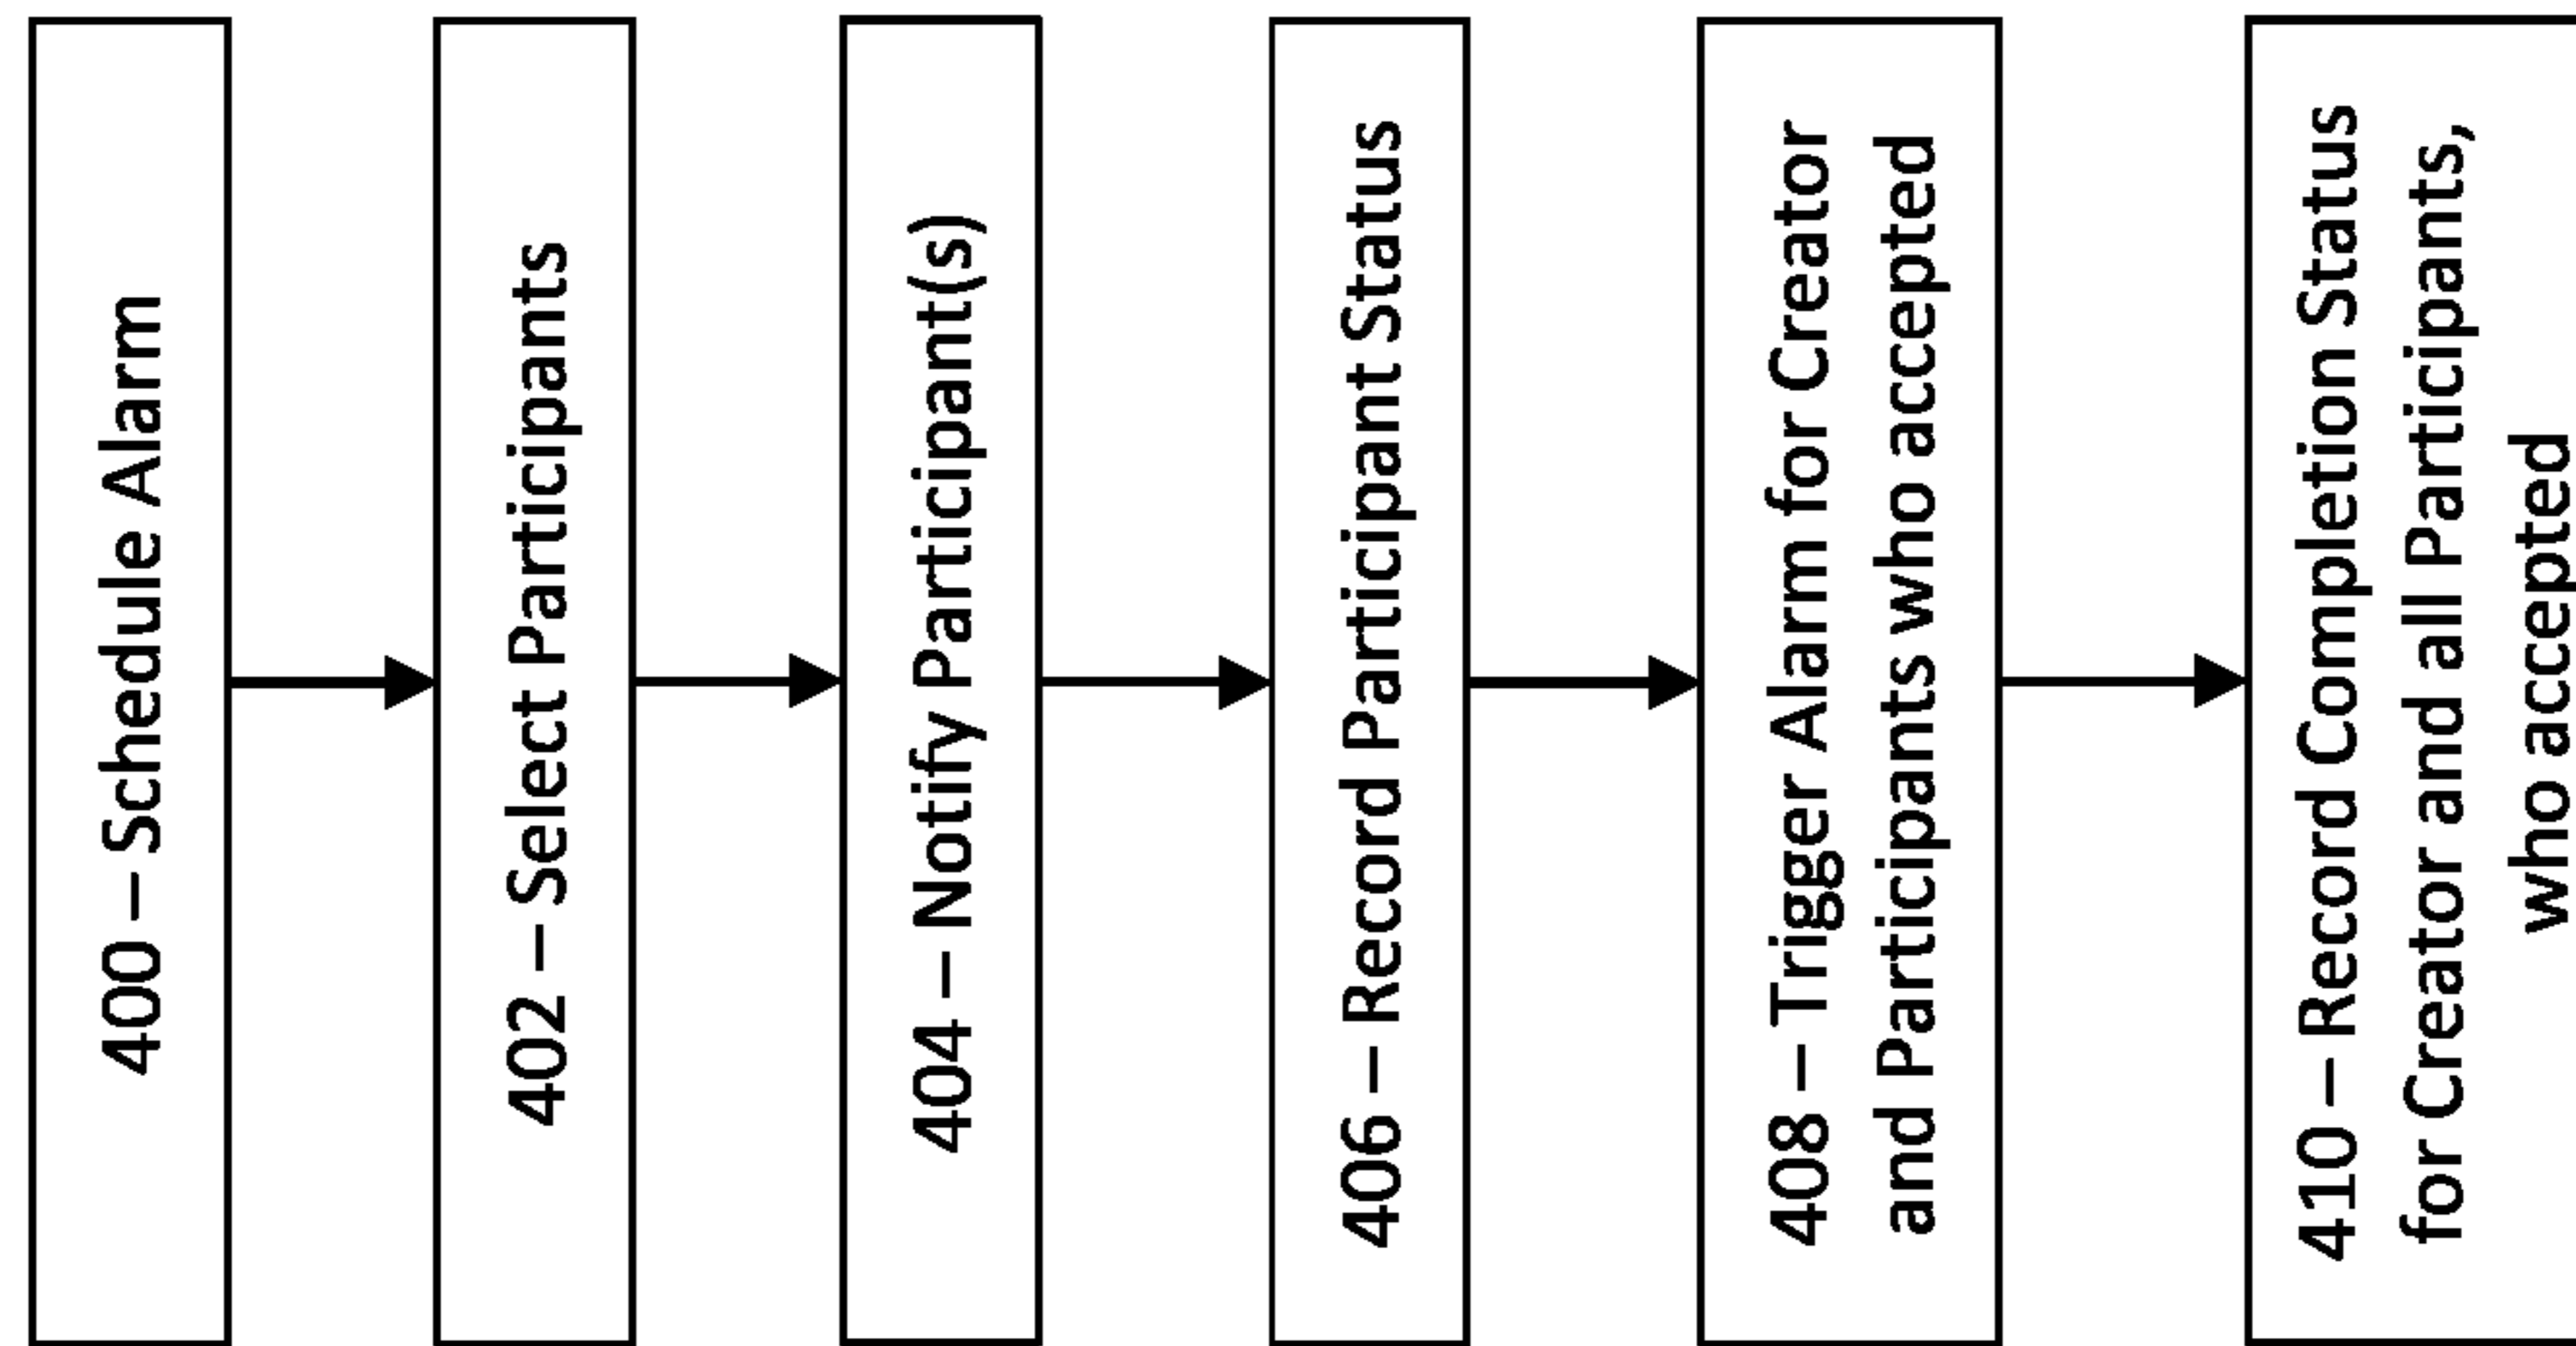 400 – Schedule Alarm
402 – Select Participants
404 – Notify Participant(s)
406 – Record Participant Status
408 – Trigger Alarm for Creator
and Participants who accepted
410 – Record Completion Status
for Creator and all Participants,
who accepted